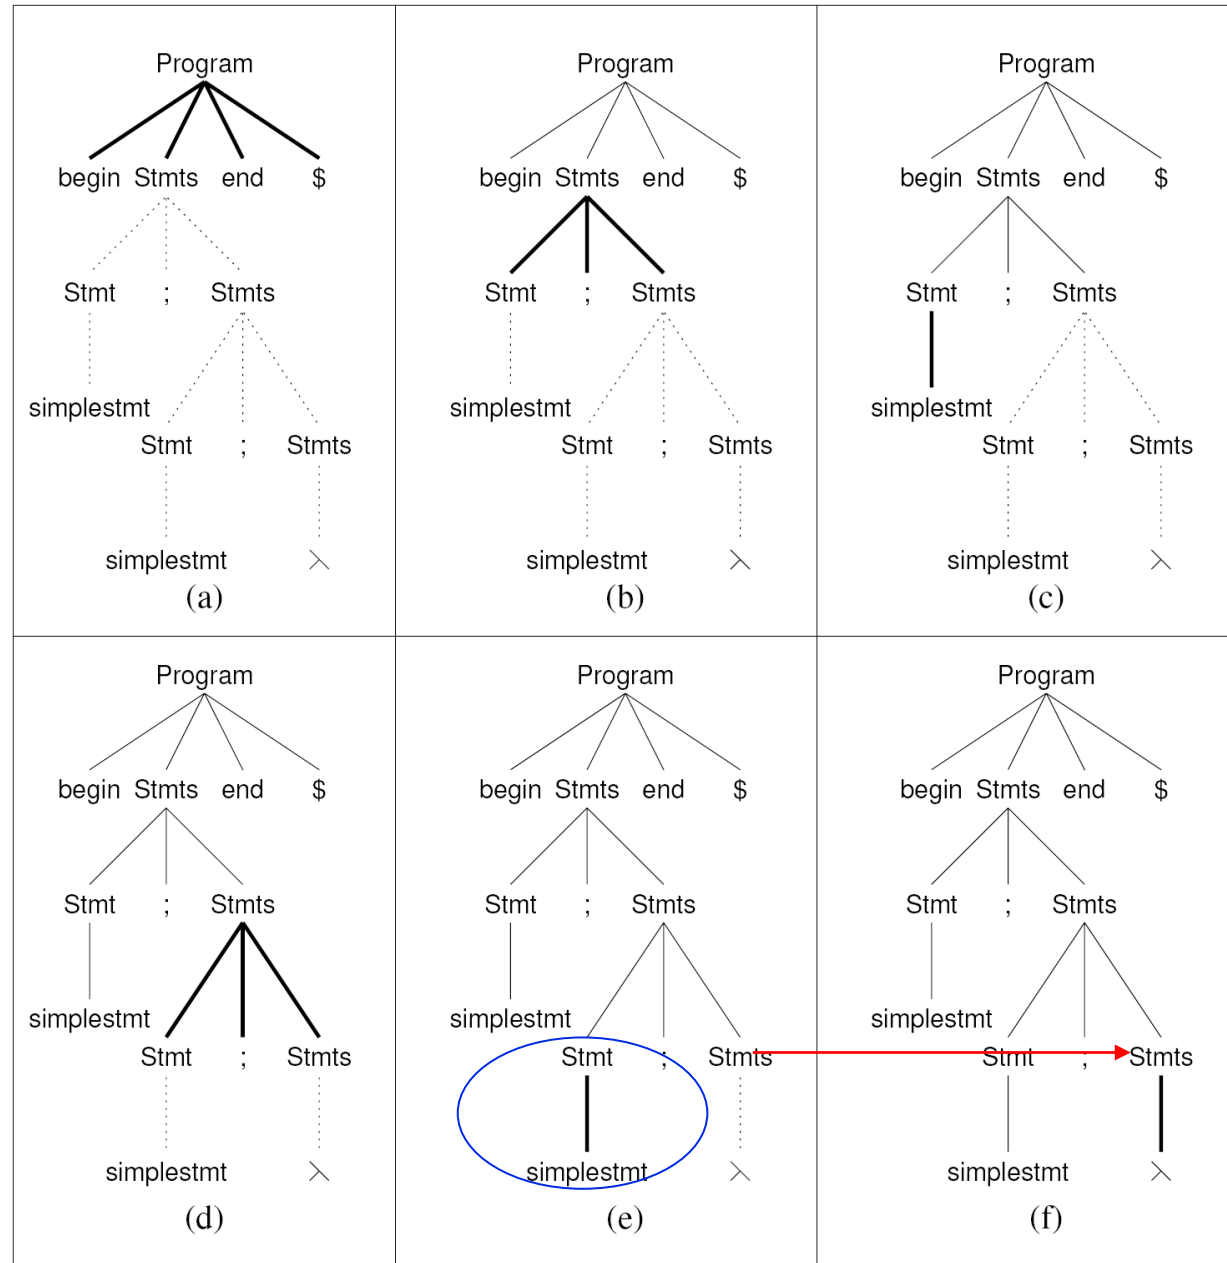 Program
begin Stmts end $
Stmt ; Stmts
simplestmt
Stmt ; Stmts
simplestmt λ
(a)
Program
begin Stmts end $
Stmt ; Stmts
simplestmt
Stmt ; Stmts
simplestmt λ
(b)
Program
begin Stmts end $
Stmt ; Stmts
simplestmt
Stmt ; Stmts
simplestmt λ
(c)
Program
begin Stmts end $
Stmt ; Stmts
simplestmt
Stmt ; Stmts
simplestmt λ
(d)
Program
begin Stmts end $
Stmt ; Stmts
simplestmt
Stmt ; Stmts
simplestmt λ
(e)
Program
begin Stmts end $
Stmt ; Stmts
simplestmt
Stmt ; Stmts
simplestmt λ
(f)